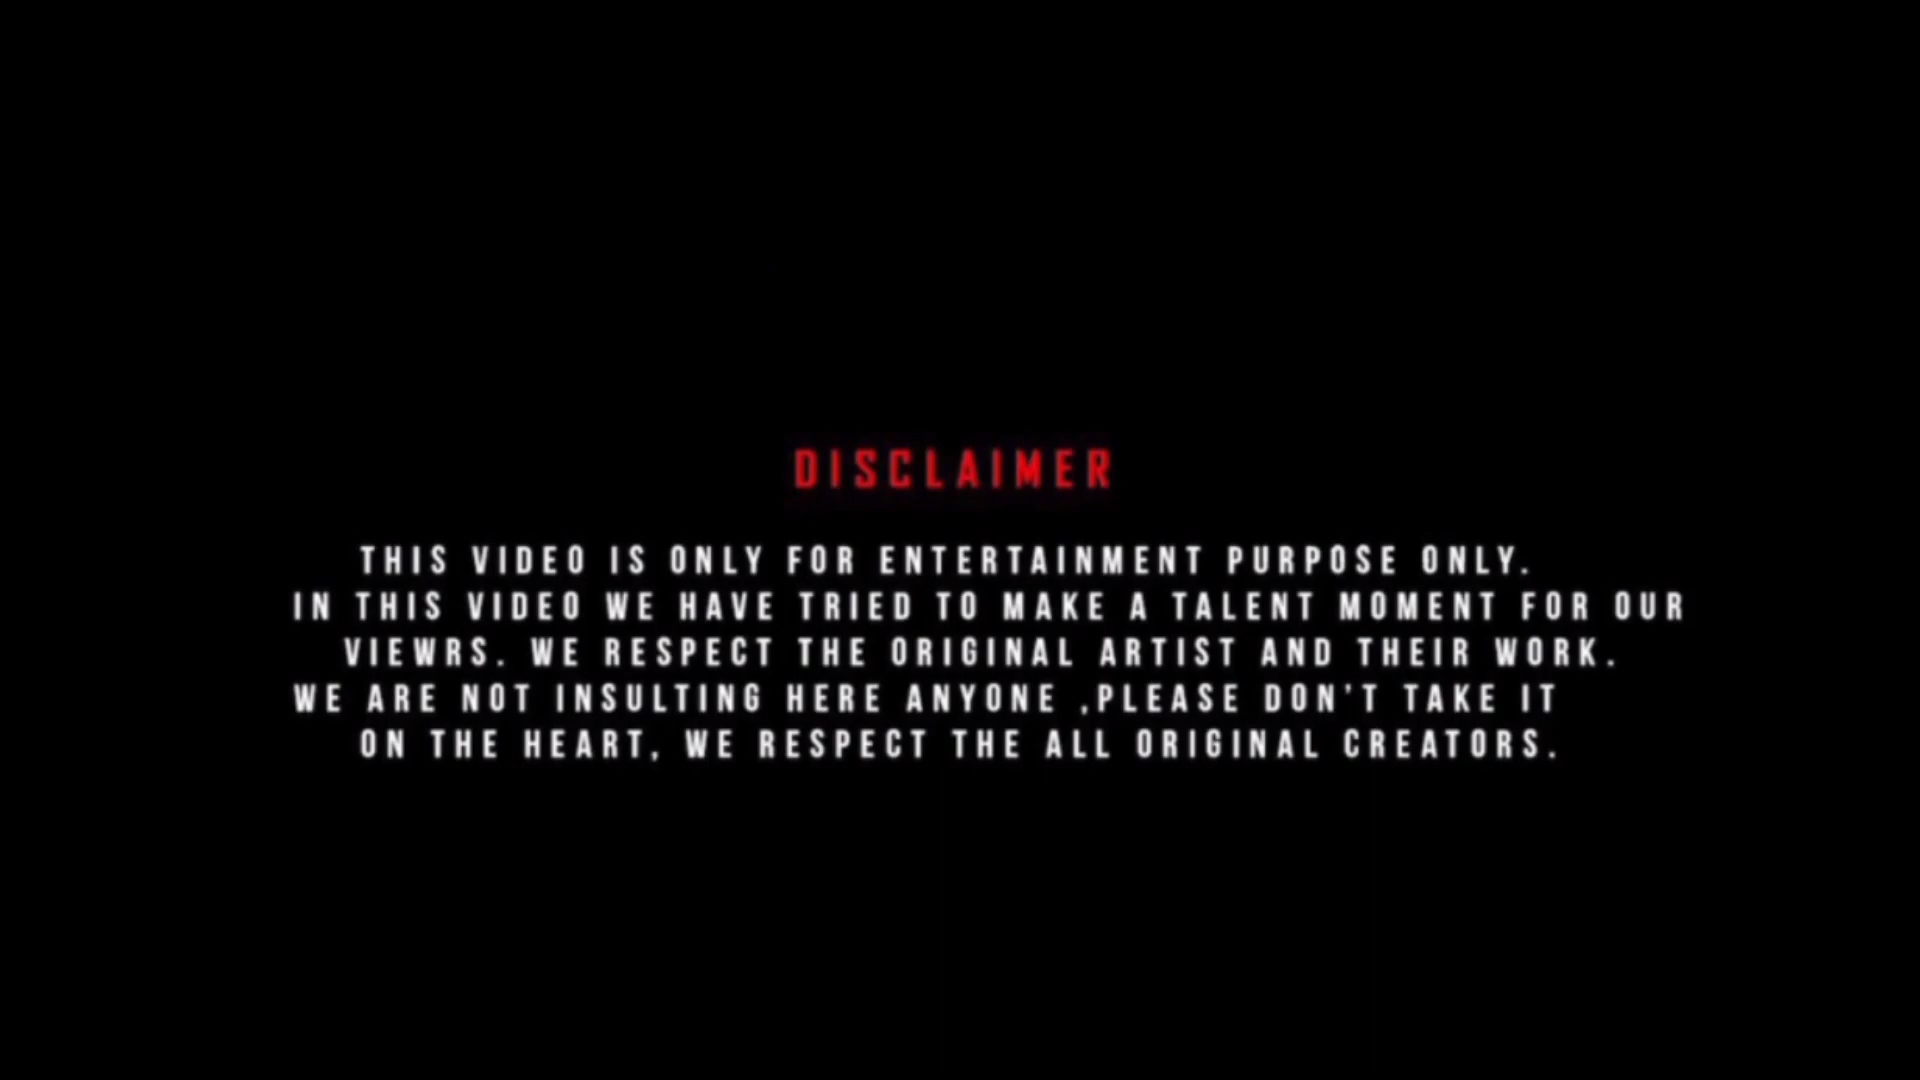 DISCLAIMER
THIS VIDEO IS ONLY FOR ENTERTAINMENT PURPOSE ONLY.
IN THIS VIDEO WE HAVE TRIED TO MAKE A TALENT MOMENT FOR OUR
VIEWRS. WE RESPECT THE ORIGINAL ARTIST AND THEIR WORK.
WE ARE NOT INSULTING HERE ANYONE ,PLEASE DON'T TAKE IT
ON THE HEART, WE RESPECT THE ALL ORIGINAL CREATORS.